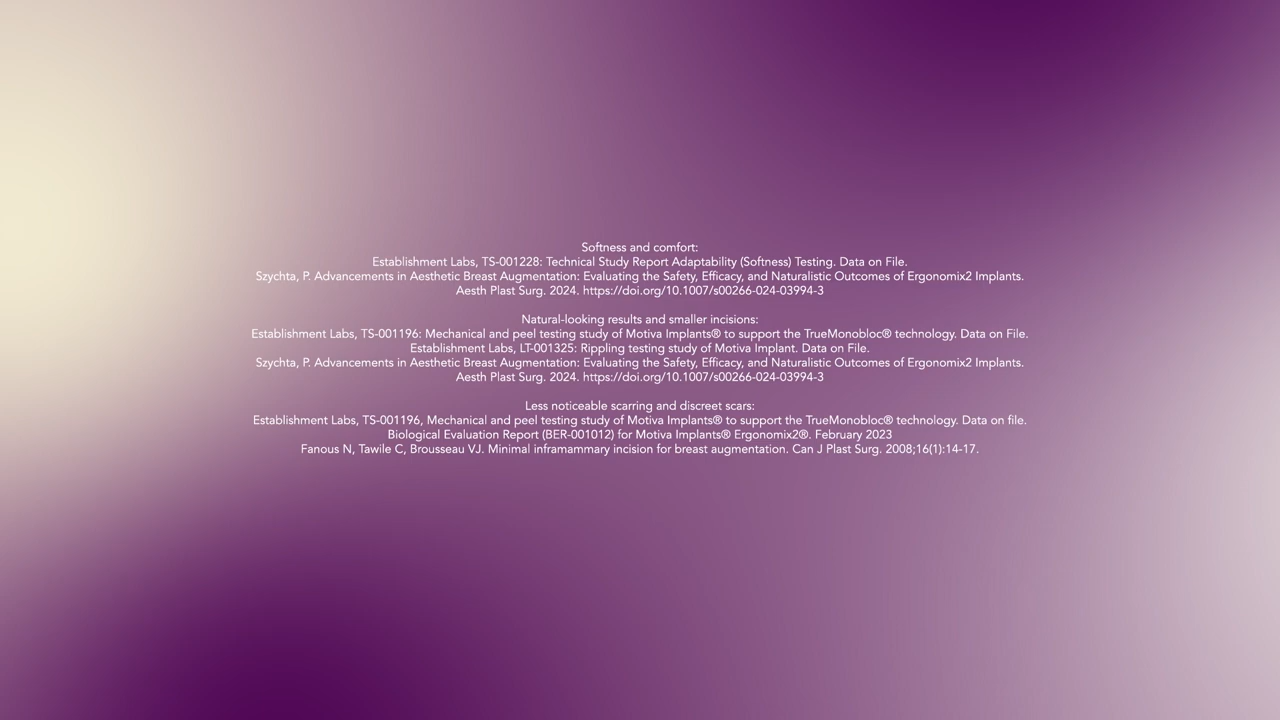 Softness and comfort:
Establishment Labs, TS-001228: Technical Study Report Adaptability (Softness) Testing. Data on File.
Szychta, P. Advancements in Aesthetic Breast Augmentation: Evaluating the Safety, Efficacy, and Naturalistic Outcomes of Ergonomix2 Implants.
Aesth Plast Surg. 2024. https://doi.org/10.1007/s00266-024-03994-3
Natural-looking results and smaller incisions:
Establishment Labs, TS-001196: Mechanical and peel testing study of Motiva Implants® to support the TrueMonobloc® technology. Data on File.
Establishment Labs, LT-001325: Rippling testing study of Motiva Implant. Data on File.
Szychta, P. Advancements in Aesthetic Breast Augmentation: Evaluating the Safety, Efficacy, and Naturalistic Outcomes of Ergonomix2 Implants.
Aesth Plast Surg. 2024. https://doi.org/10.1007/s00266-024-03994-3
Less noticeable scarring and discreet scars:
Establishment Labs, TS-001196, Mechanical and peel testing study of Motiva Implants® to support the TrueMonobloc® technology. Data on file.
Biological Evaluation Report (BER-001012) for Motiva Implants® Ergonomix2®. February 2023
Fanous N, Tawile C, Brousseau VJ. Minimal inframammary incision for breast augmentation. Can J Plast Surg. 2008;16(1):14-17.